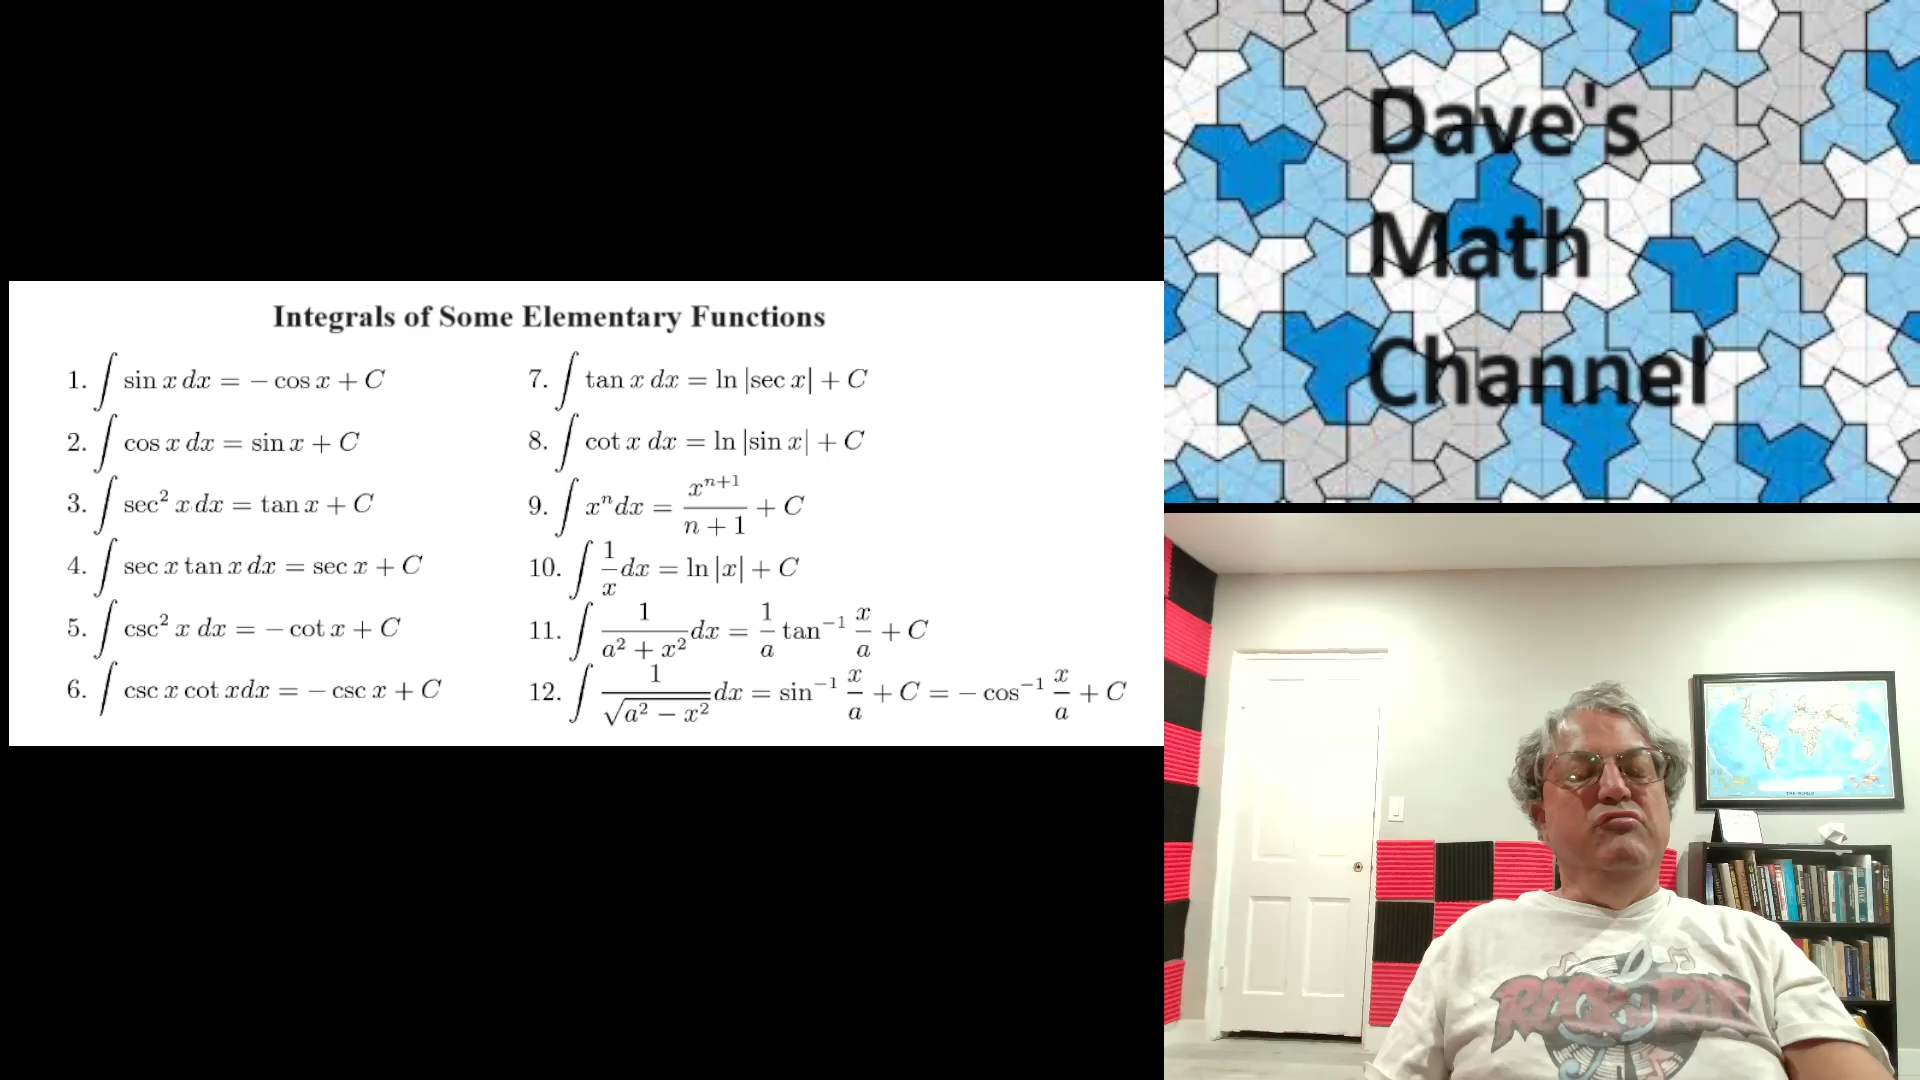 Integrals of Some Elementary Functions
1. ∫ sin x dx = − cos x + C
2. ∫ cos x dx = sin x + C
3. ∫ sec² x dx = tan x + C
4. ∫ sec x tan x dx = sec x + C
5. ∫ csc² x dx = − cot x + C
6. ∫ csc x cot xdx = − csc x + C
7. ∫ tan x dx = ln |sec x| + C
8. ∫ cot x dx = ln |sin x| + C
9. ∫ xⁿdx = xⁿ⁺¹/(n + 1) + C
10. ∫ 1/x dx = ln |x| + C
11. ∫ 1/(a² + x²) dx = 1/a tan⁻¹ x/a + C
12. ∫ 1/√(a² − x²) dx = sin⁻¹ x/a + C = − cos⁻¹ x/a + C
Dave's
Math
Channel
THE WORLD